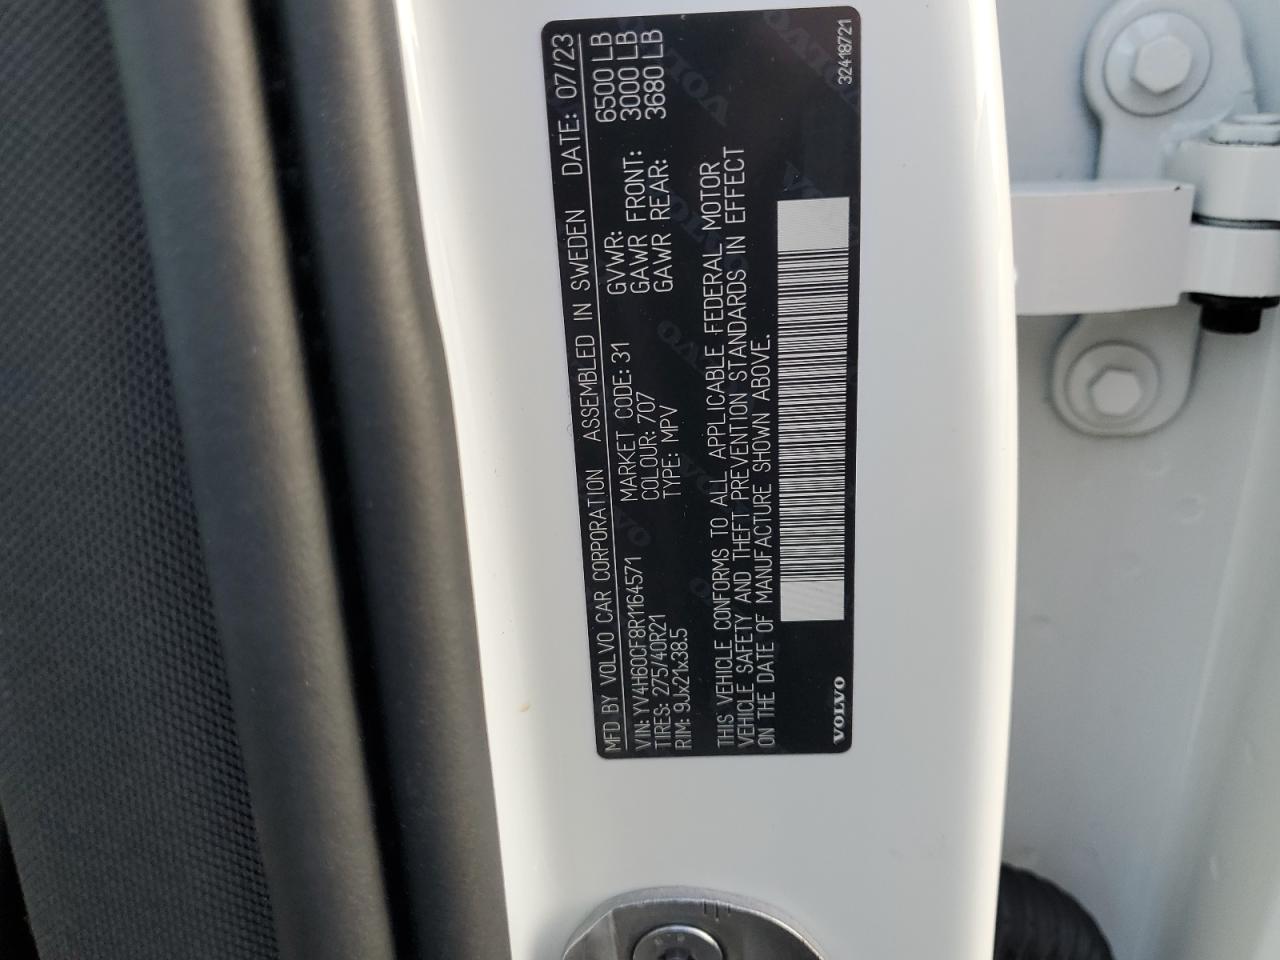 MFD BY VOLVO CAR CORPORATION ASSEMBLED IN SWEDEN DATE: 07/23
VIN: YV4H60CF8R1164571 MARKET CODE: 31 GVWR: 6500 LB
TIRES: 275/40R21 COLOUR: 707 GAWR FRONT: 3000 LB
RIM: 9Jx21x38.5 TYPE: MPV GAWR REAR: 3680 LB
THIS VEHICLE CONFORMS TO ALL APPLICABLE FEDERAL MOTOR
VEHICLE SAFETY AND THEFT PREVENTION STANDARDS IN EFFECT
ON THE DATE OF MANUFACTURE SHOWN ABOVE.
VOLVO 32418721